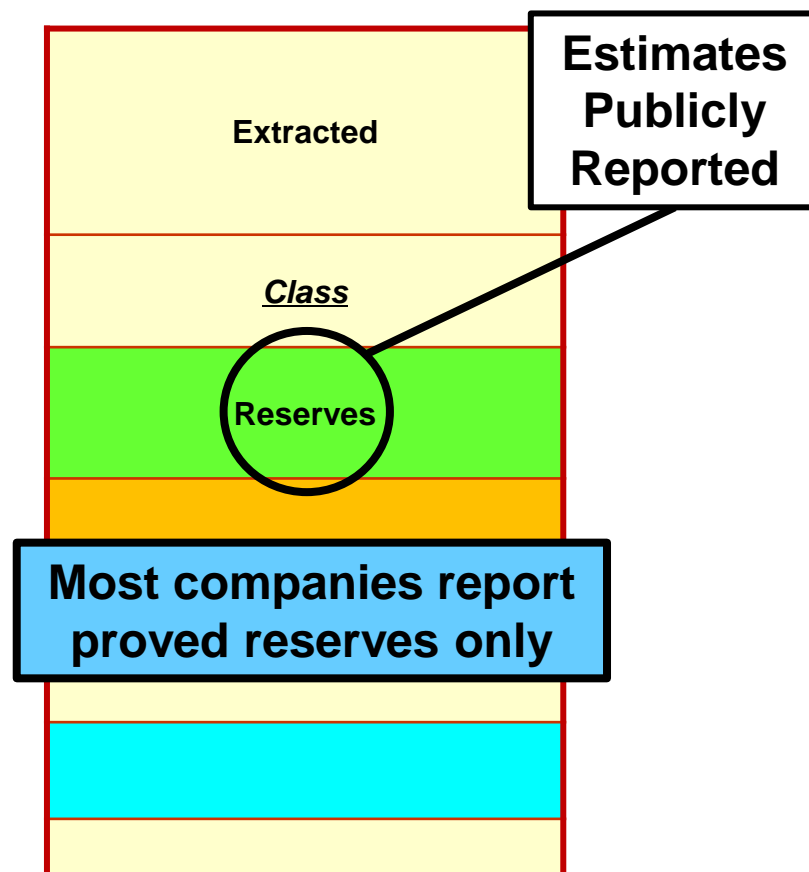 Estimates
Publicly
Reported
Extracted
Class
Reserves
Most companies report
proved reserves only